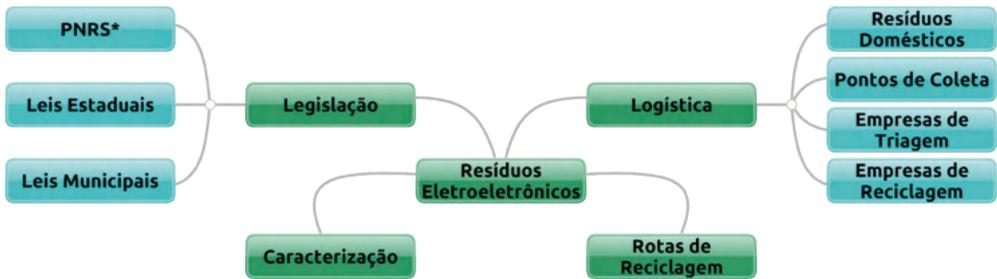 PNRS*
Leis Estaduais
Leis Municipais
Legislação
Caracterização
Resíduos
Eletroeletrônicos
Logística
Rotas de
Reciclagem
Resíduos
Domésticos
Pontos de Coleta
Empresas de
Triagem
Empresas de
Reciclagem